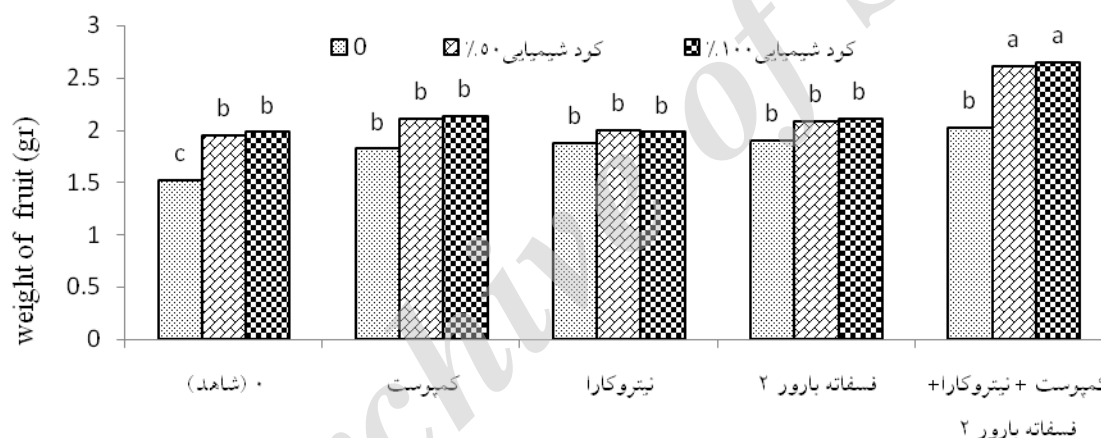 3
0 کود شیمیایی ۵۰٪ کود شیمیایی ۱۰۰٪
2.5
2
1.5
1
0.5
0
weight of fruit (gr)
c b b b b b b b b b b b b a a
۰ (شاهد) کمپوست نیتروکارا فسفاته بارور ۲ کمپوست + نیتروکارا+
فسفاته بارور ۲